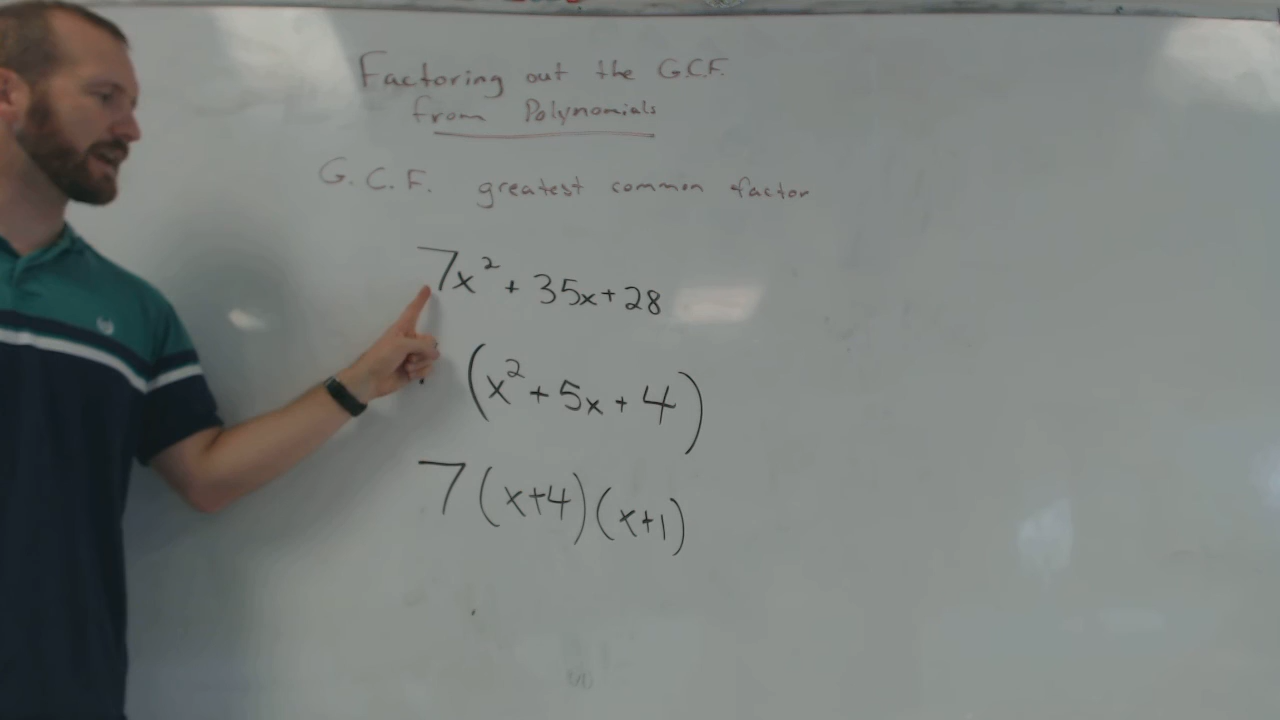 Factoring out the G.C.F.
from Polynomials
G.C.F. greatest common factor
7x² + 35x + 28
(x² + 5x + 4)
7(x+4)(x+1)